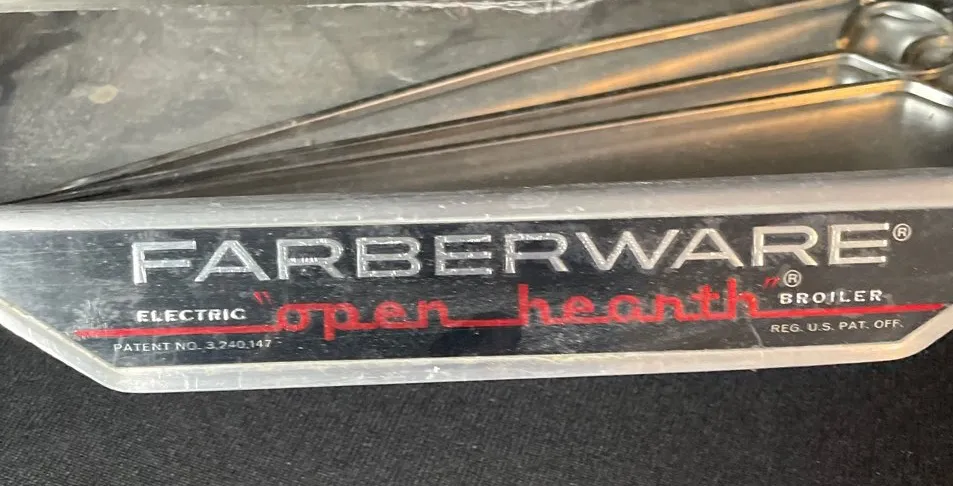 FARBERWARE®
ELECTRIC "open hearth"® BROILER
PATENT NO. 3,240,147
REG. U.S. PAT. OFF.